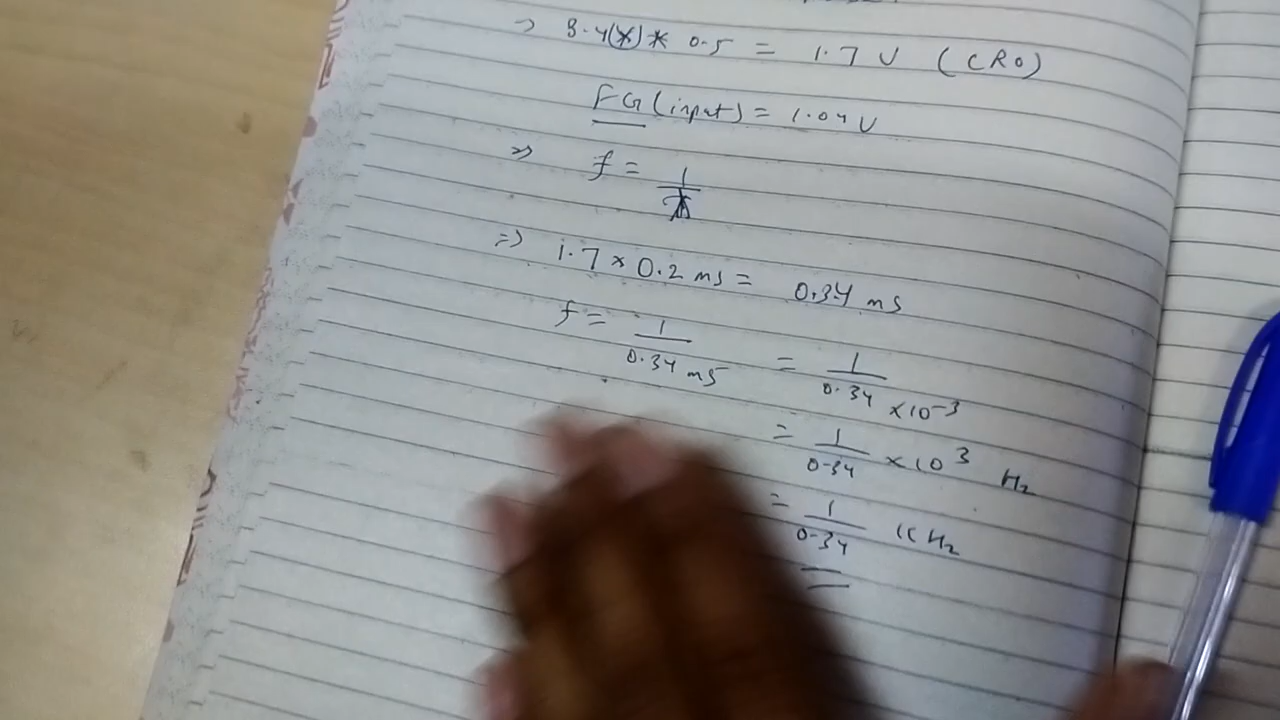 → 3.4(x)* 0.5 = 1.7 V (CRO)
FG(input) = 1.04 V
⇒ f = 1/T
⇒ 1.7 × 0.2 ms = 0.34 ms
f = 1/0.34 ms = 1/0.34 ×10⁻³
= 1/0.34 ×10³ Hz
= 1/0.34 KHz